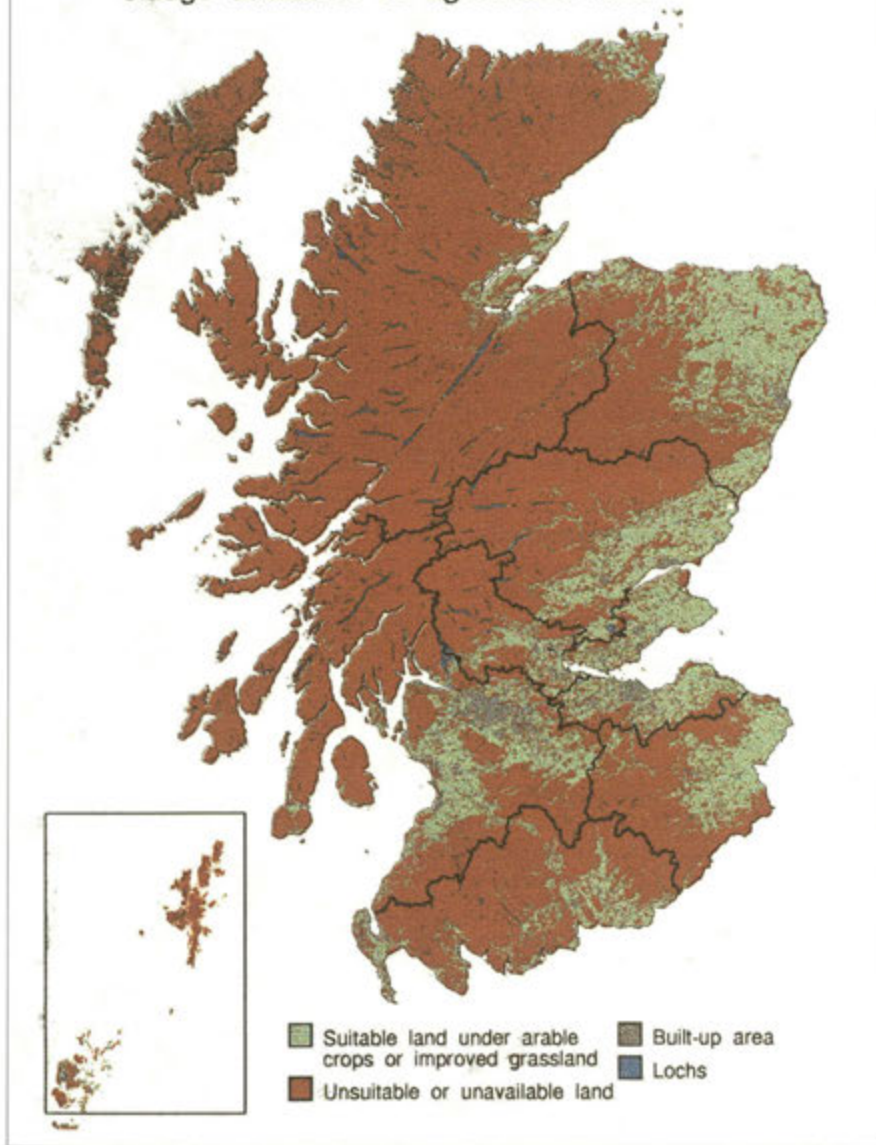 Suitable land under arable
crops or improved grassland
Unsuitable or unavailable land
Built-up area
Lochs